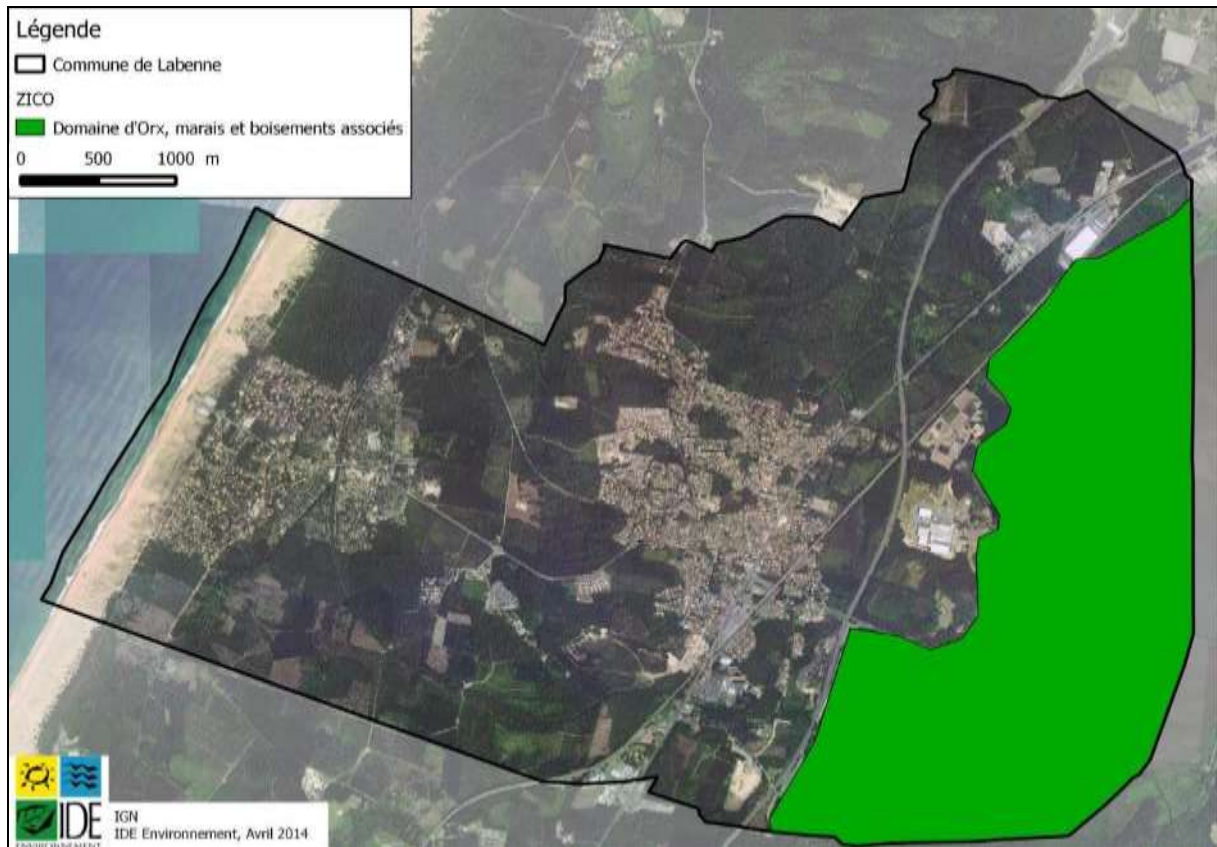 Légende
Commune de Labenne
ZICO
Domaine d'Orx, marais et boisements associés
0 500 1000 m
IDE
ENVIRONNEMENT
IGN
IDE Environnement, Avril 2014